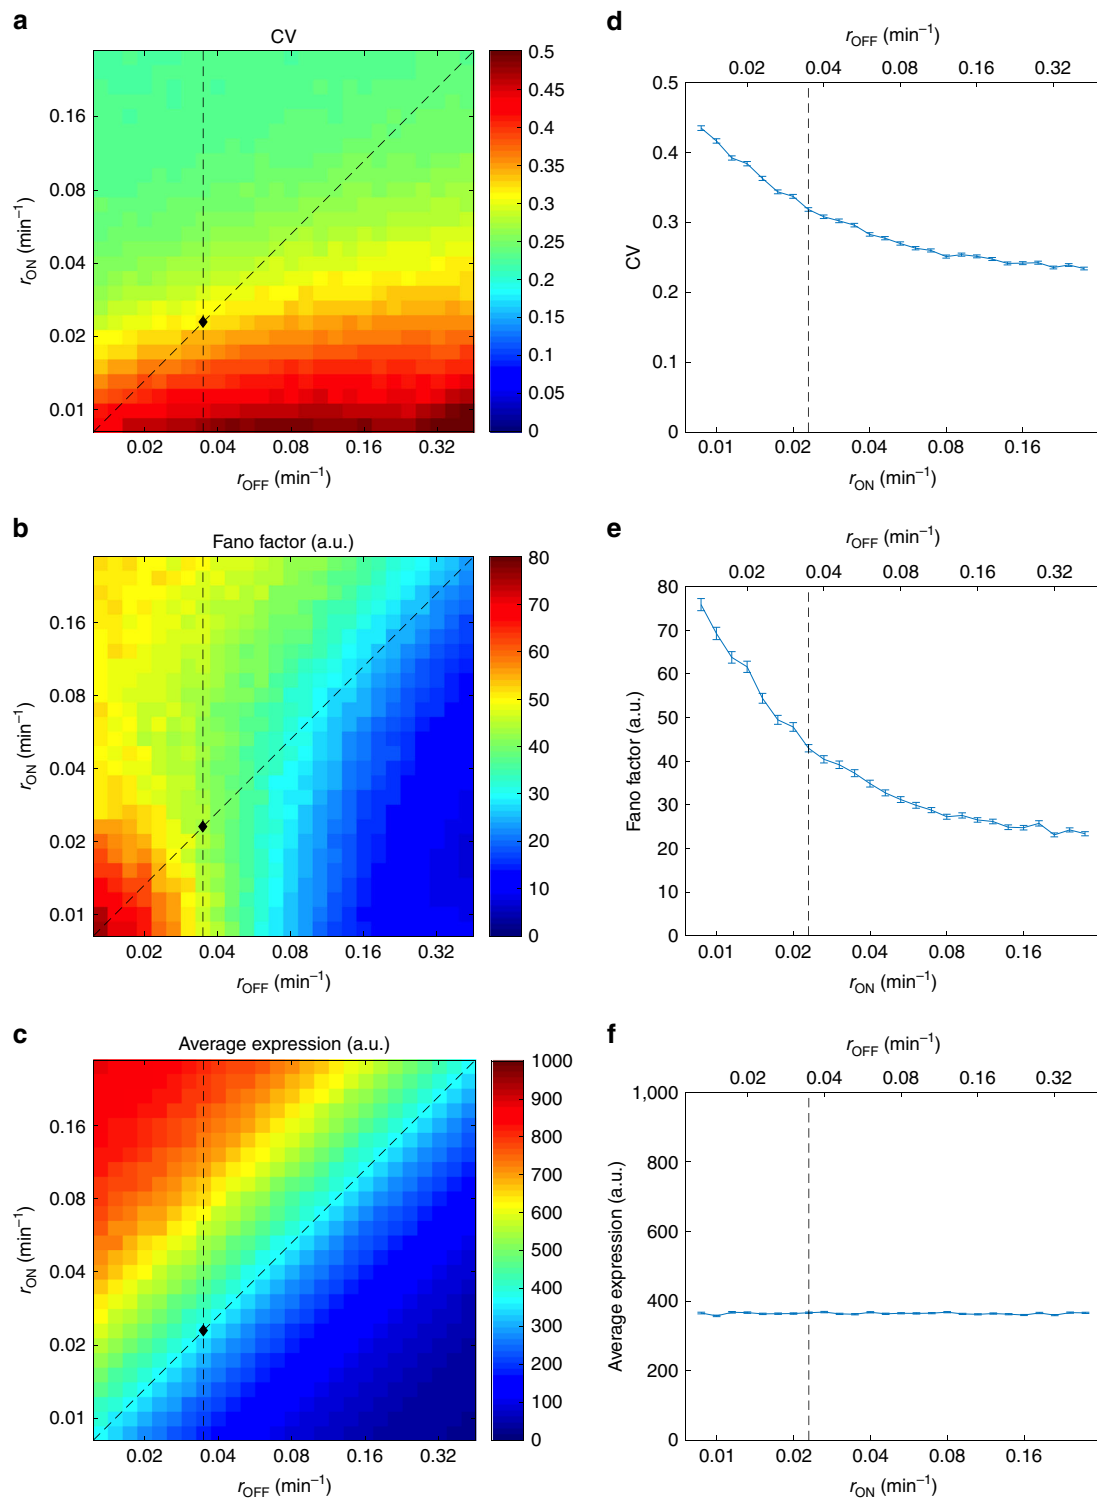 a
CV
0.16
0.08
0.04
0.02
0.01
rON (min−1)
0.02 0.04 0.08 0.16 0.32
rOFF (min−1)
0.5
0.45
0.4
0.35
0.3
0.25
0.2
0.15
0.1
0.05
0
d
rOFF (min−1)
0.02 0.04 0.08 0.16 0.32
0.5
0.4
0.3
0.2
0.1
0
CV
0.01 0.02 0.04 0.08 0.16
rON (min−1)
b
Fano factor (a.u.)
0.16
0.08
0.04
0.02
0.01
rON (min−1)
0.02 0.04 0.08 0.16 0.32
rOFF (min−1)
80
70
60
50
40
30
20
10
0
e
rOFF (min−1)
0.02 0.04 0.08 0.16 0.32
80
70
60
50
40
30
20
10
0
Fano factor (a.u.)
0.01 0.02 0.04 0.08 0.16
rON (min−1)
c
Average expression (a.u.)
0.16
0.08
0.04
0.02
0.01
rON (min−1)
0.02 0.04 0.08 0.16 0.32
rOFF (min−1)
1000
900
800
700
600
500
400
300
200
100
0
f
rOFF (min−1)
0.02 0.04 0.08 0.16 0.32
1,000
800
600
400
200
0
Average expression (a.u.)
0.01 0.02 0.04 0.08 0.16
rON (min−1)